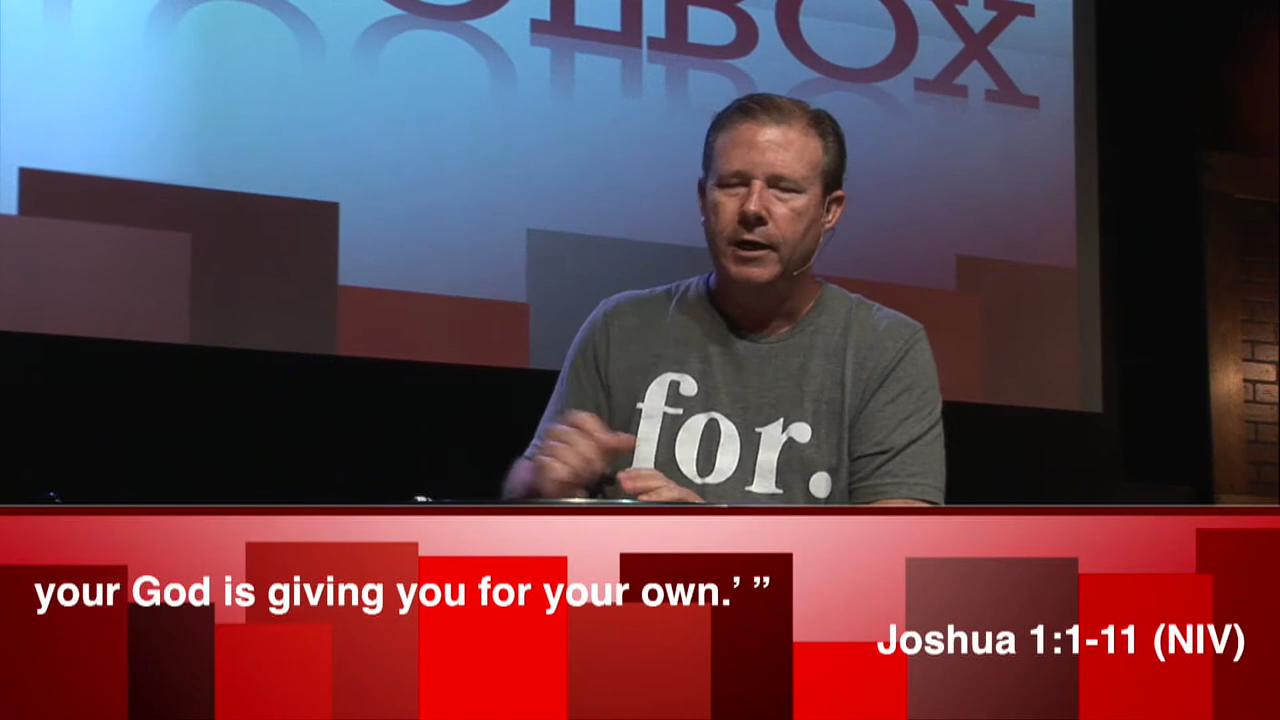 for.
your God is giving you for your own.’ ”
Joshua 1:1-11 (NIV)